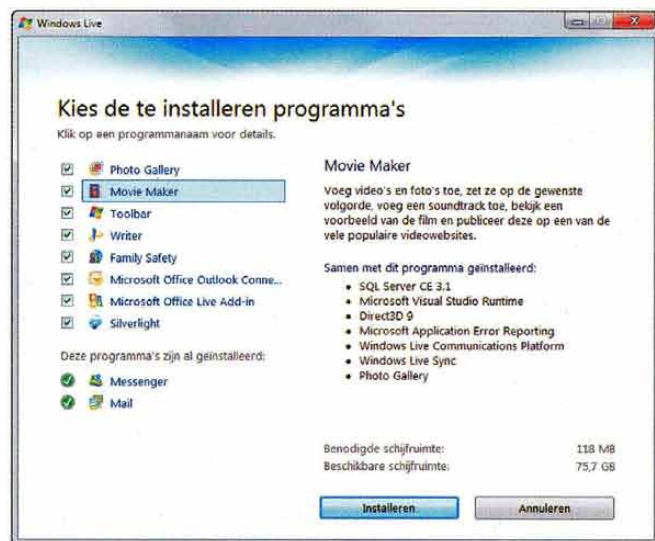 Windows Live
Kies de te installeren programma's
Klik op een programmanaam voor details.
Photo Gallery
Movie Maker
Toolbar
Writer
Family Safety
Microsoft Office Outlook Conne...
Microsoft Office Live Add-in
Silverlight
Deze programma's zijn al geïnstalleerd:
Messenger
Mail
Movie Maker
Voeg video's en foto's toe, zet ze op de gewenste
volgorde, voeg een soundtrack toe, bekijk een
voorbeeld van de film en publiceer deze op een van de
vele populaire videowebsites.
Samen met dit programma geïnstalleerd:
• SQL Server CE 3.1
• Microsoft Visual Studio Runtime
• Direct3D 9
• Microsoft Application Error Reporting
• Windows Live Communications Platform
• Windows Live Sync
• Photo Gallery
Benodigde schijfruimte: 118 MB
Beschikbare schijfruimte: 75,7 GB
Installeren
Annuleren